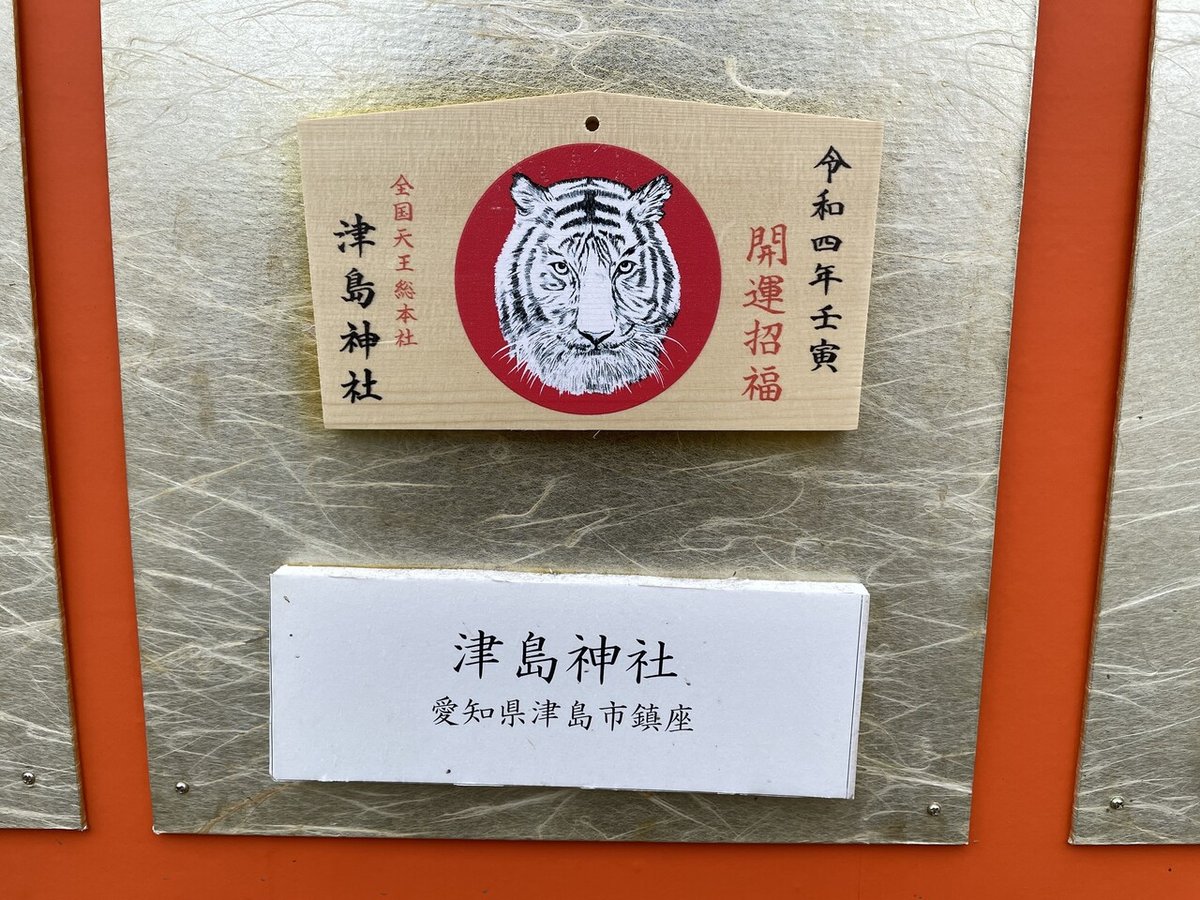 令和四年壬寅
開運招福
全国天王総本社
津島神社
津島神社
愛知県津島市鎮座